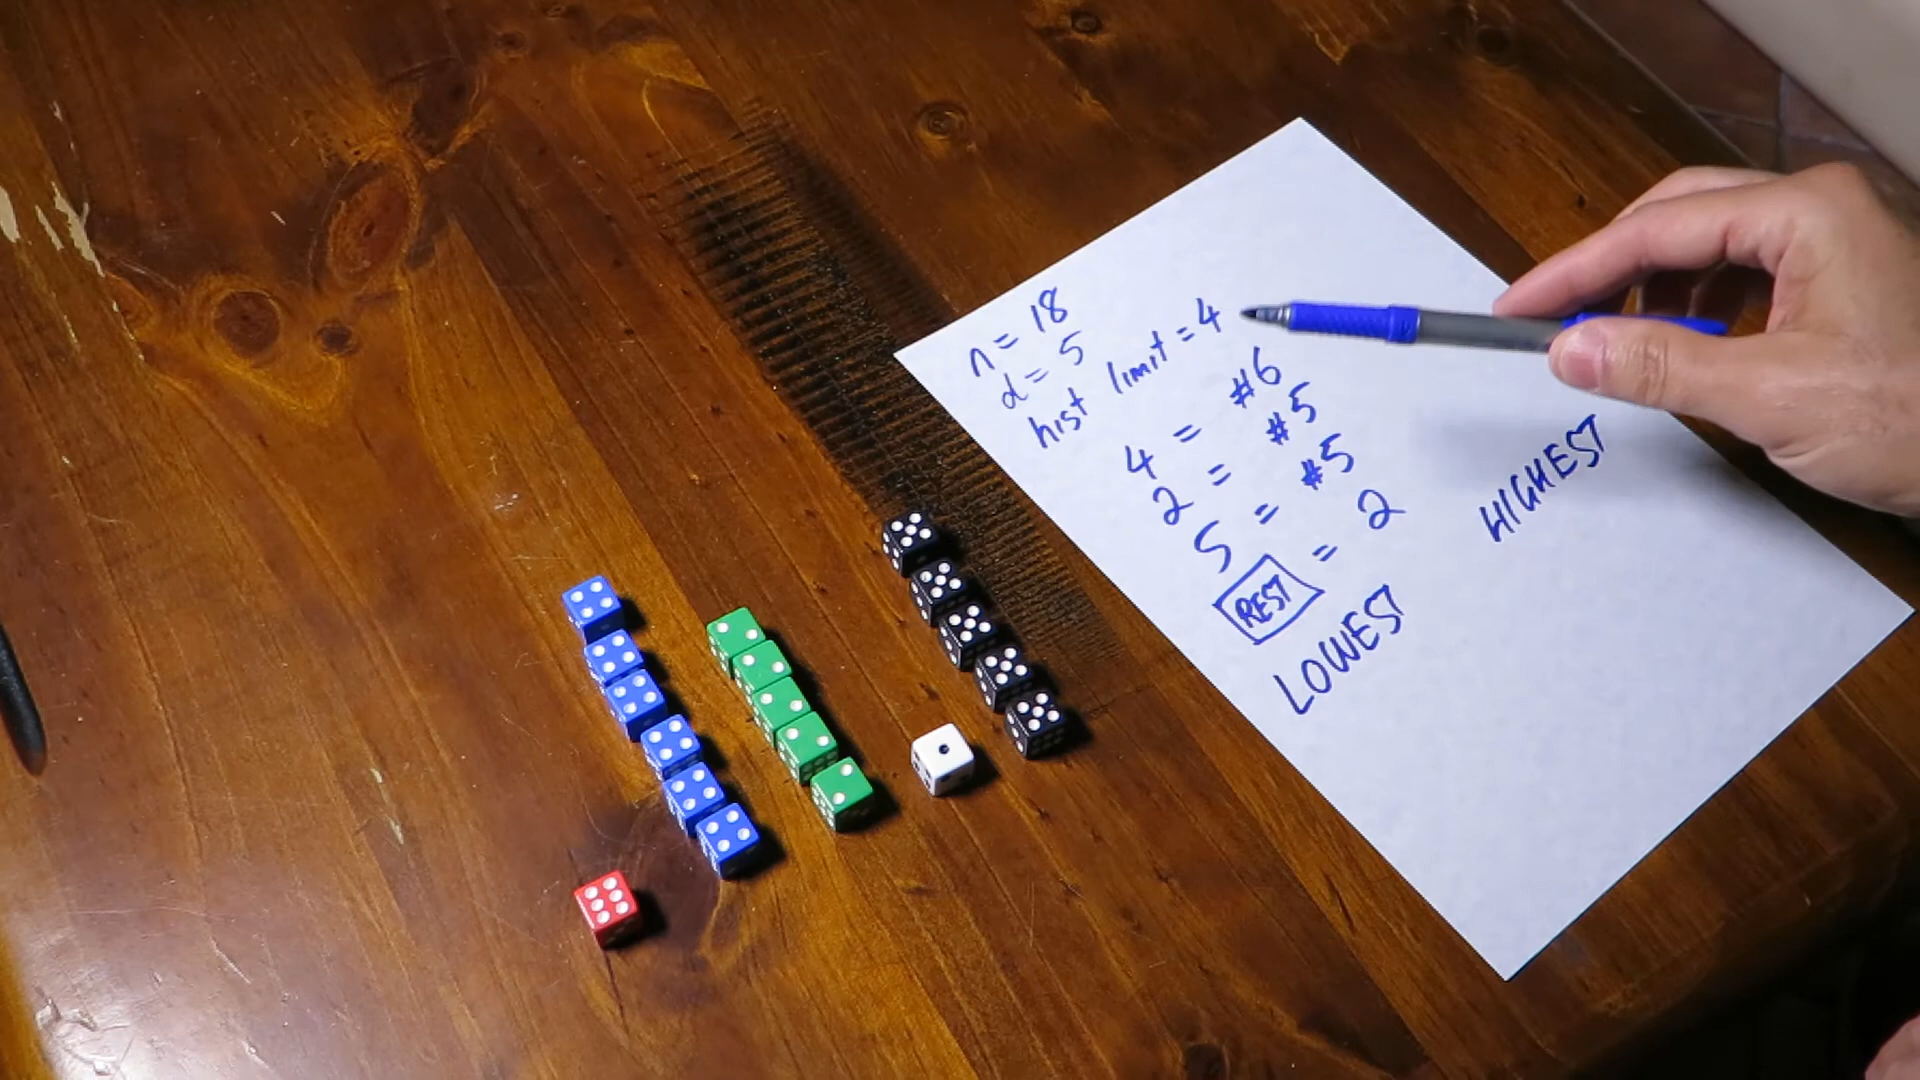 n = 18
d = 5
hist limit = 4
4 = #6
2 = #5
5 = #5
REST = 2
LOWEST
HIGHEST